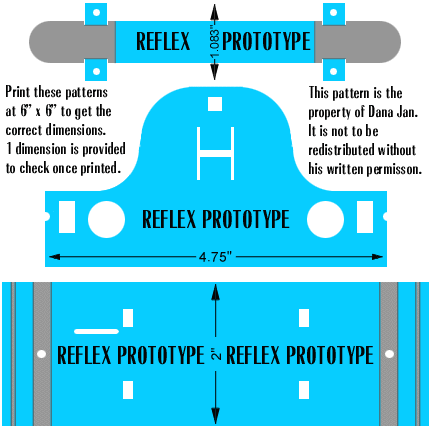 REFLEX PROTOTYPE
1.083"
Print these patterns
at 6" x 6" to get the
correct dimensions.
1 dimension is provided
to check once printed.
This pattern is the
property of Dana Jan.
It is not to be
redistributed without
his written permisson.
REFLEX PROTOTYPE
4.75"
REFLEX PROTOTYPE
2"
REFLEX PROTOTYPE